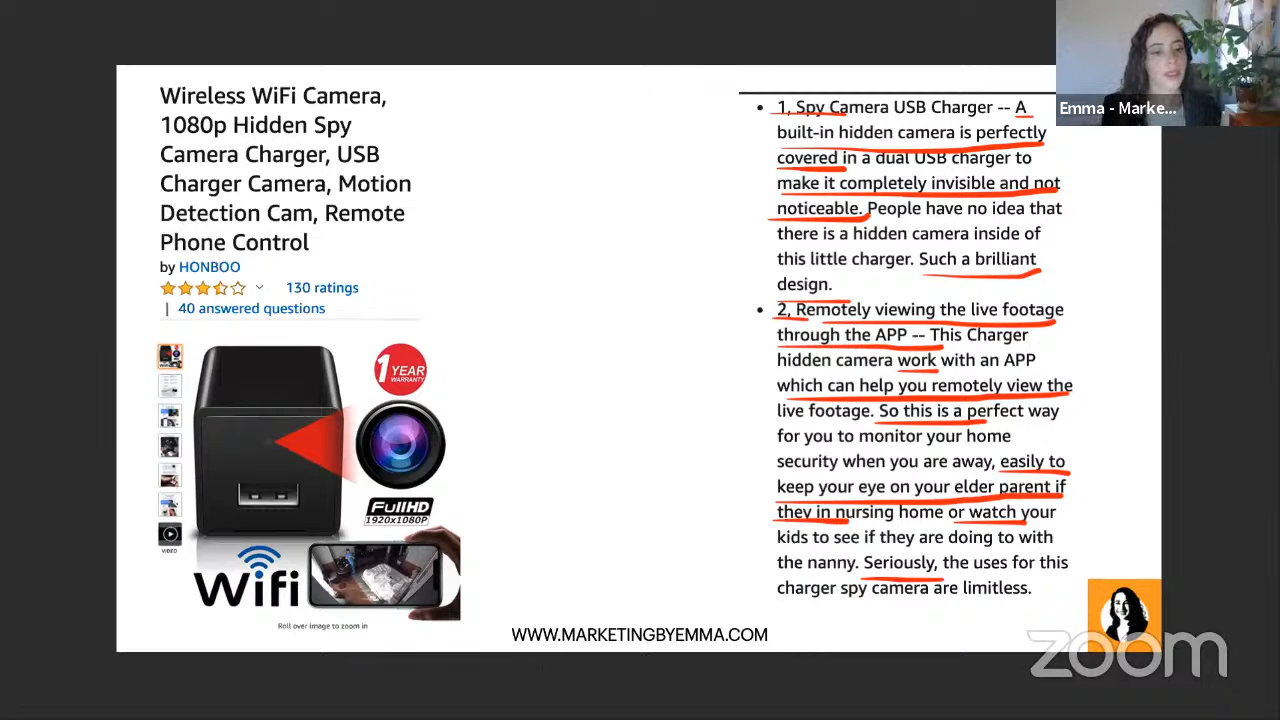 Wireless WiFi Camera,
1080p Hidden Spy
Camera Charger, USB
Charger Camera, Motion
Detection Cam, Remote
Phone Control
by HONBOO
130 ratings
| 40 answered questions
1 YEAR
WARRANTY
FullHD
1920x1080P
VIDEO
Wifi
Roll over image to zoom in
• 1, Spy Camera USB Charger -- A
built-in hidden camera is perfectly
covered in a dual USB charger to
make it completely invisible and not
noticeable. People have no idea that
there is a hidden camera inside of
this little charger. Such a brilliant
design.
• 2, Remotely viewing the live footage
through the APP -- This Charger
hidden camera work with an APP
which can help you remotely view the
live footage. So this is a perfect way
for you to monitor your home
security when you are away, easily to
keep your eye on your elder parent if
they in nursing home or watch your
kids to see if they are doing to with
the nanny. Seriously, the uses for this
charger spy camera are limitless.
WWW.MARKETINGBYEMMA.COM
Emma - Marke...
zoom